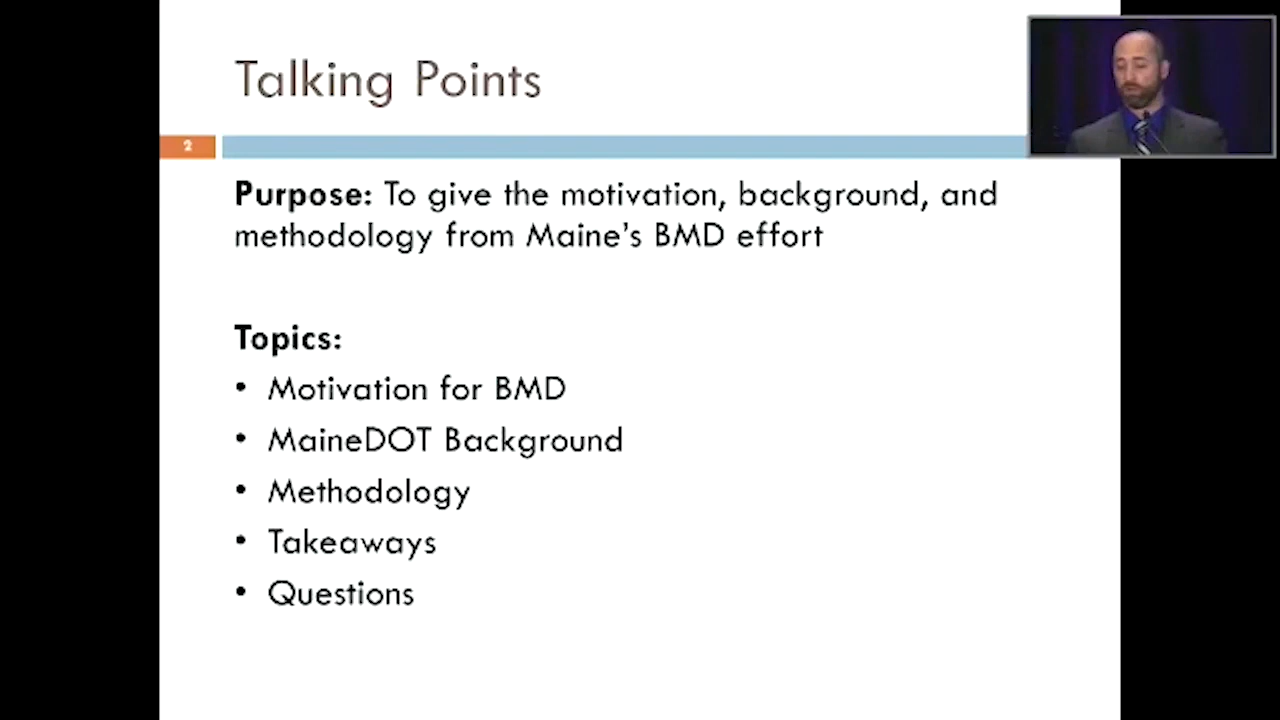 Talking Points
2
Purpose: To give the motivation, background, and
methodology from Maine's BMD effort
Topics:
• Motivation for BMD
• MaineDOT Background
• Methodology
• Takeaways
• Questions